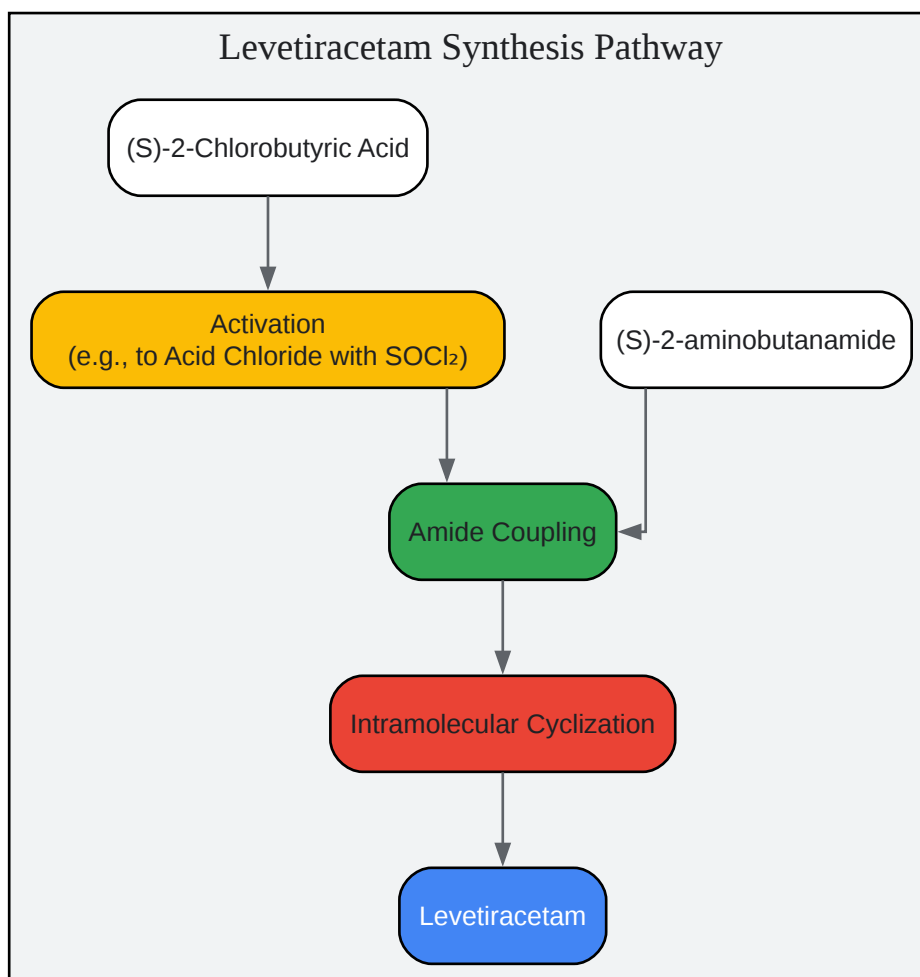 Levetiracetam Synthesis Pathway
(S)-2-Chlorobutyric Acid
Activation
(e.g., to Acid Chloride with SOCl₂)
(S)-2-aminobutanamide
Amide Coupling
Intramolecular Cyclization
Levetiracetam